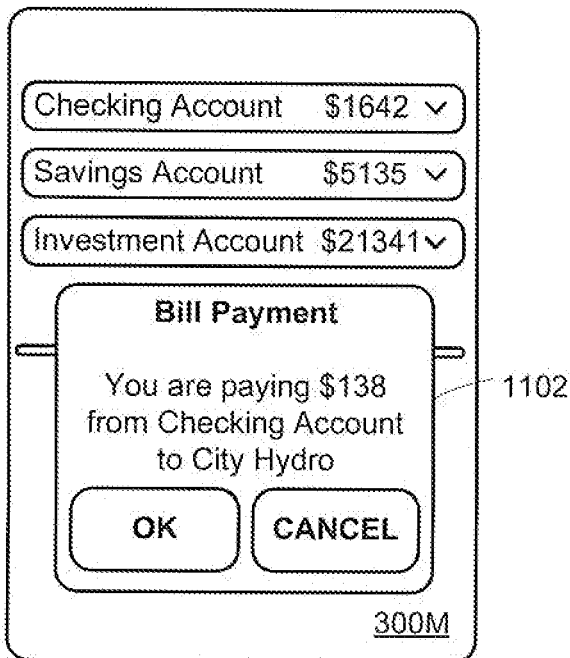 Checking Account $1642
Savings Account $5135
Investment Account $21341
Bill Payment
You are paying $138
from Checking Account
to City Hydro
OK CANCEL
1102
300M